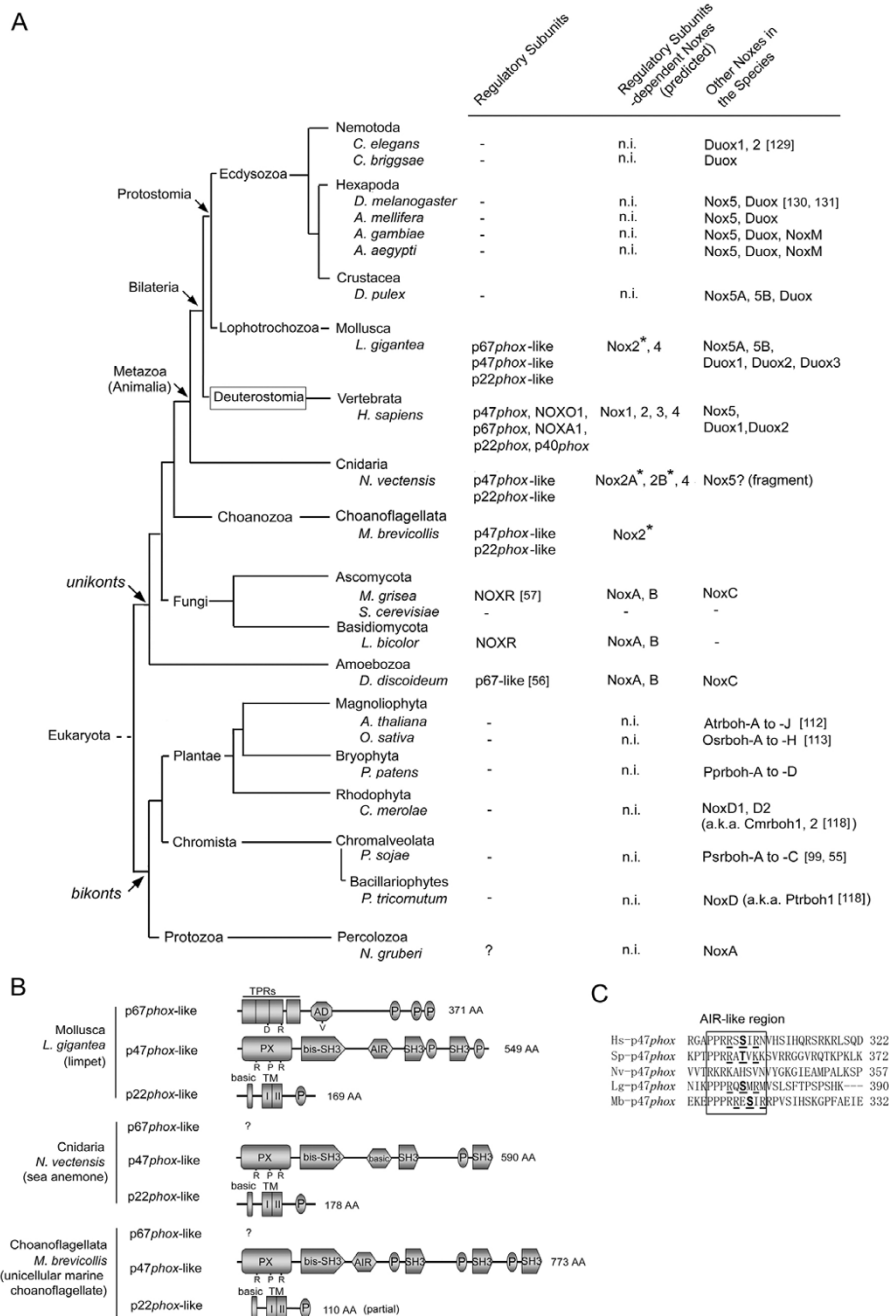 A
Regulatory Subunits
Regulatory Subunits
-dependent Noxes
(predicted)
Other Noxes in
the Species
Nemotoda
C. elegans - n.i. Duox1, 2 [129]
C. briggsae - n.i. Duox
Ecdysozoa
Protostomia
Hexapoda
D. melanogaster - n.i. Nox5, Duox [130, 131]
A. mellifera - n.i. Nox5, Duox
A. gambiae - n.i. Nox5, Duox, NoxM
A. aegypti - n.i. Nox5, Duox, NoxM
Crustacea
D. pulex - n.i. Nox5A, 5B, Duox
Bilateria
Lophotrochozoa Mollusca
L. gigantea p67phox-like Nox2*, 4 Nox5A, 5B,
p47phox-like Duox1, Duox2, Duox3
p22phox-like
Metazoa
(Animalia)
Deuterostomia Vertebrata
H. sapiens p47phox, NOXO1, Nox1, 2, 3, 4 Nox5,
p67phox, NOXA1, Duox1,Duox2
p22phox, p40phox
Cnidaria
N. vectensis p47phox-like Nox2A*, 2B*, 4 Nox5? (fragment)
p22phox-like
Choanozoa Choanoflagellata
M. brevicollis p47phox-like Nox2*
p22phox-like
unikonts
Ascomycota
Fungi M. grisea NOXR [57] NoxA, B NoxC
S. cerevisiae - - -
Basidiomycota
L. bicolor NOXR NoxA, B -
Amoebozoa
D. discoideum p67-like [56] NoxA, B NoxC
Eukaryota
Magnoliophyta
A. thaliana - n.i. Atrboh-A to -J [112]
O. sativa - n.i. Osrboh-A to -H [113]
Plantae Bryophyta
P. patens - n.i. Pprboh-A to -D
Rhodophyta
C. merolae - n.i. NoxD1, D2
(a.k.a. Cmrboh1, 2 [118])
Chromista Chromalveolata
P. sojae - n.i. Psrboh-A to -C [99, 55]
bikonts
Bacillariophytes
P. tricornutum - n.i. NoxD (a.k.a. Ptrboh1 [118])
Protozoa Percolozoa
N. gruberi ? n.i. NoxA
B
Mollusca
L. gigantea
(limpet)
TPRs
p67phox-like AD P P P 371 AA
D R V
p47phox-like PX bis-SH3 AIR SH3 P SH3 P 549 AA
R P R
basic TM
p22phox-like I II P 169 AA
Cnidaria
N. vectensis
(sea anemone)
p67phox-like ?
p47phox-like PX bis-SH3 basic SH3 P SH3 590 AA
R P R
basic TM
p22phox-like I II P 178 AA
Choanoflagellata
M. brevicollis
(unicellular marine
choanoflagellate)
p67phox-like ?
p47phox-like PX bis-SH3 AIR P SH3 P SH3 P SH3 773 AA
R P R
basic TM
p22phox-like I II P 110 AA (partial)
C
AIR-like region
Hs-p47phox RGAPPRRSSIRNVHSIHQRSRKRLSQD 322
Sp-p47phox KPTPPRRATVKKSVRRGGVRQTKPKLK 372
Nv-p47phox VVTRKRKAHSVNVYGKGIEAMPALKSP 357
Lg-p47phox NIKPPPRQSMRMVSLSFTPSPSHK--- 390
Mb-p47phox EKEPPPRRESIRRPVSIHSKGPFAEIE 332